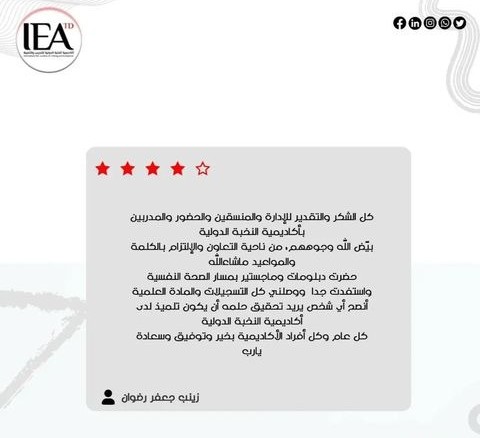 IEA TD
كل الشكر والتقدير للإدارة والمنسقين والحضور والمدربين
بأكاديمية النخبة الدولية
بيّض الله وجوههم، من ناحية التعاون والإلتزام بالكلمة
والمواعيد ماشاءالله
حضرت دبلومات وماجستير بمسار الصحة النفسية
واستفدت جدا ووصلني كل التسجيلات والمادة العلمية
أنصح أي شخص يريد تحقيق حلمه أن يكون تلميذ لدى
أكاديمية النخبة الدولية
كل عام وكل أفراد الأكاديمية بخير وتوفيق وسعادة
يارب
زينب جعفر رضوان